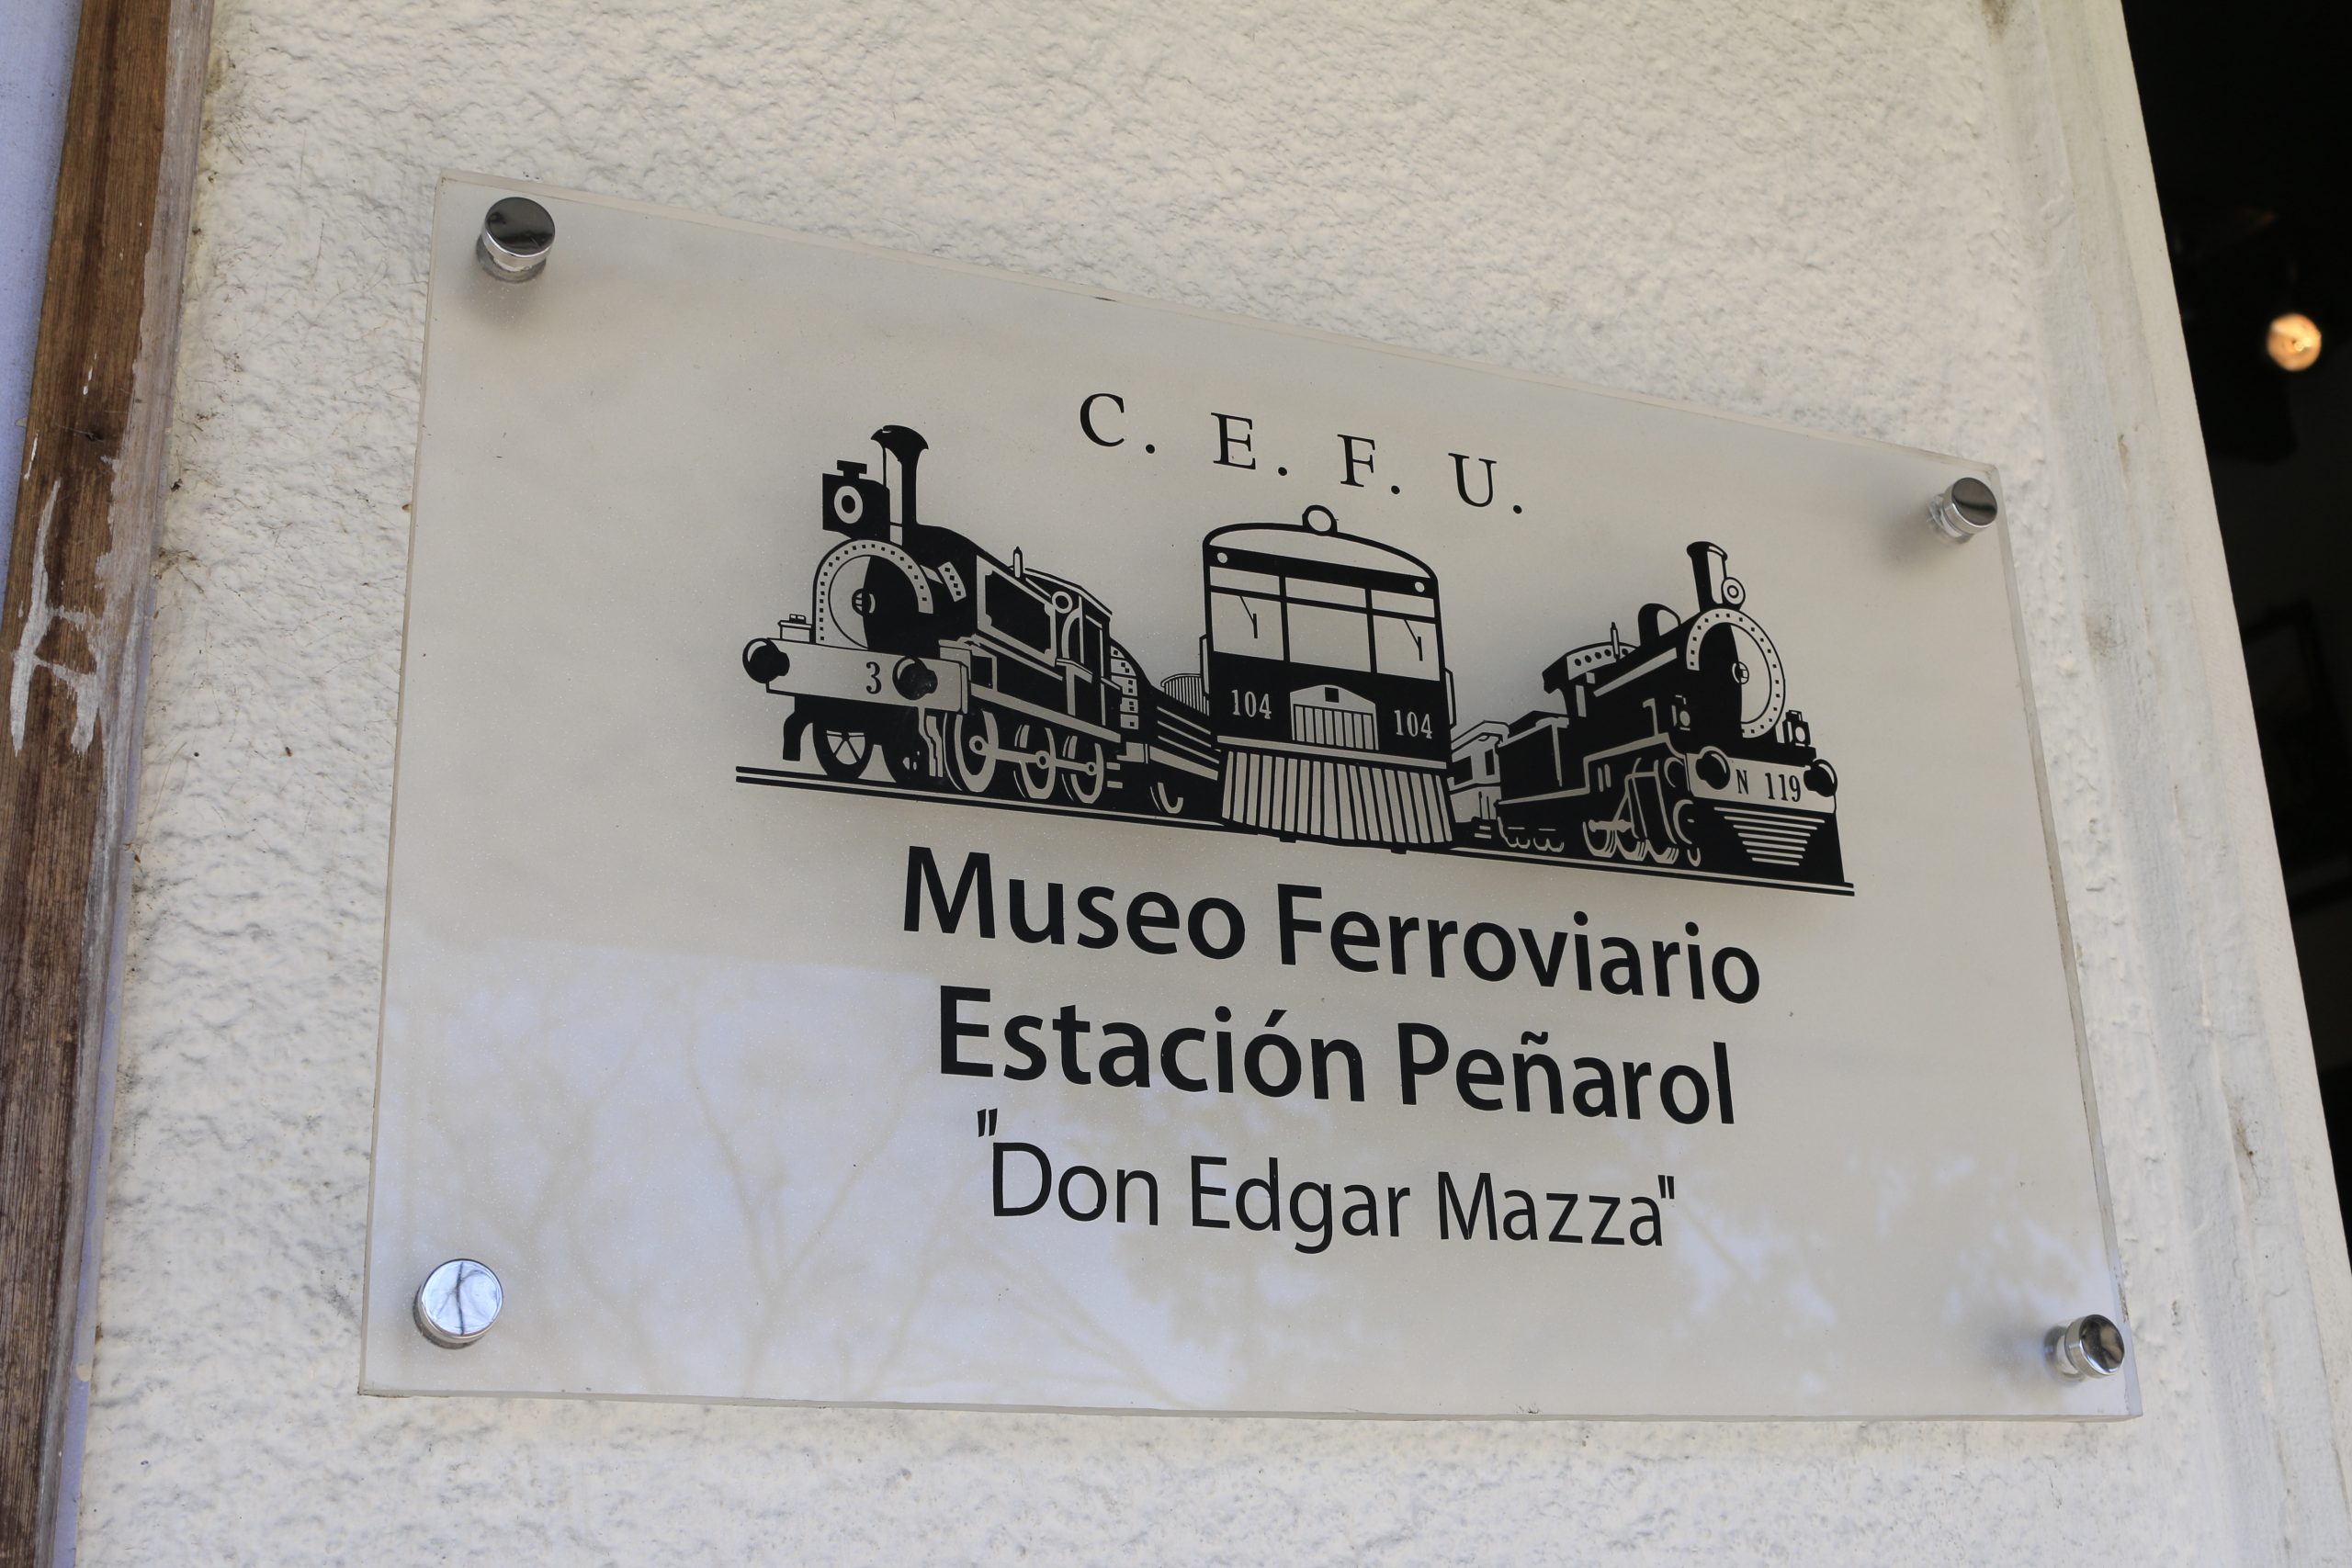 C. E. F. U.
3
104 104
N 119
Museo Ferroviario
Estación Peñarol
"Don Edgar Mazza"